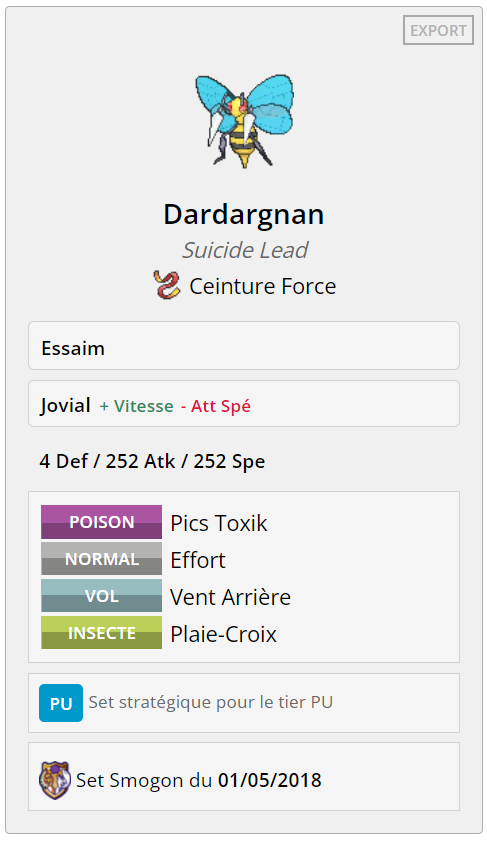 EXPORT
Dardargnan
Suicide Lead
Ceinture Force
Essaim
Jovial + Vitesse - Att Spé
4 Def / 252 Atk / 252 Spe
POISON Pics Toxik
NORMAL Effort
VOL Vent Arrière
INSECTE Plaie-Croix
PU Set stratégique pour le tier PU
Set Smogon du 01/05/2018